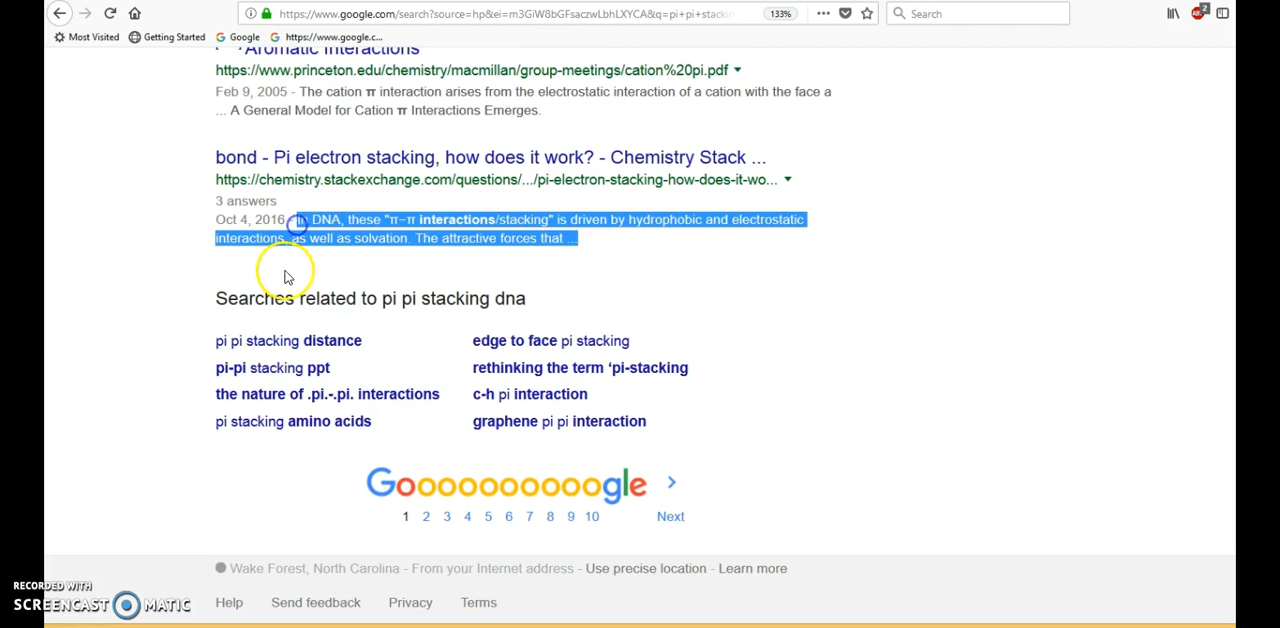 https://www.google.com/search?source=hp&ei=m3GiW8bGFsaczwLbhLXYCA&q=pi+pi+stackin
133%
Search
2
Most Visited
Getting Started
Google
https://www.google.c...
Aromatic Interactions
https://www.princeton.edu/chemistry/macmillan/group-meetings/cation%20pi.pdf
Feb 9, 2005 - The cation π interaction arises from the electrostatic interaction of a cation with the face a
... A General Model for Cation π Interactions Emerges.
bond - Pi electron stacking, how does it work? - Chemistry Stack ...
https://chemistry.stackexchange.com/questions/.../pi-electron-stacking-how-does-it-wo...
3 answers
Oct 4, 2016 - In DNA, these "π−π interactions/stacking" is driven by hydrophobic and electrostatic
interactions, as well as solvation. The attractive forces that ...
Searches related to pi pi stacking dna
pi pi stacking distance
edge to face pi stacking
pi-pi stacking ppt
rethinking the term ‘pi-stacking
the nature of .pi.-.pi. interactions
c-h pi interaction
pi stacking amino acids
graphene pi pi interaction
Goooooooooogle
1 2 3 4 5 6 7 8 9 10 Next
Wake Forest, North Carolina - From your Internet address - Use precise location - Learn more
Help Send feedback Privacy Terms
RECORDED WITH
SCREENCAST MATIC